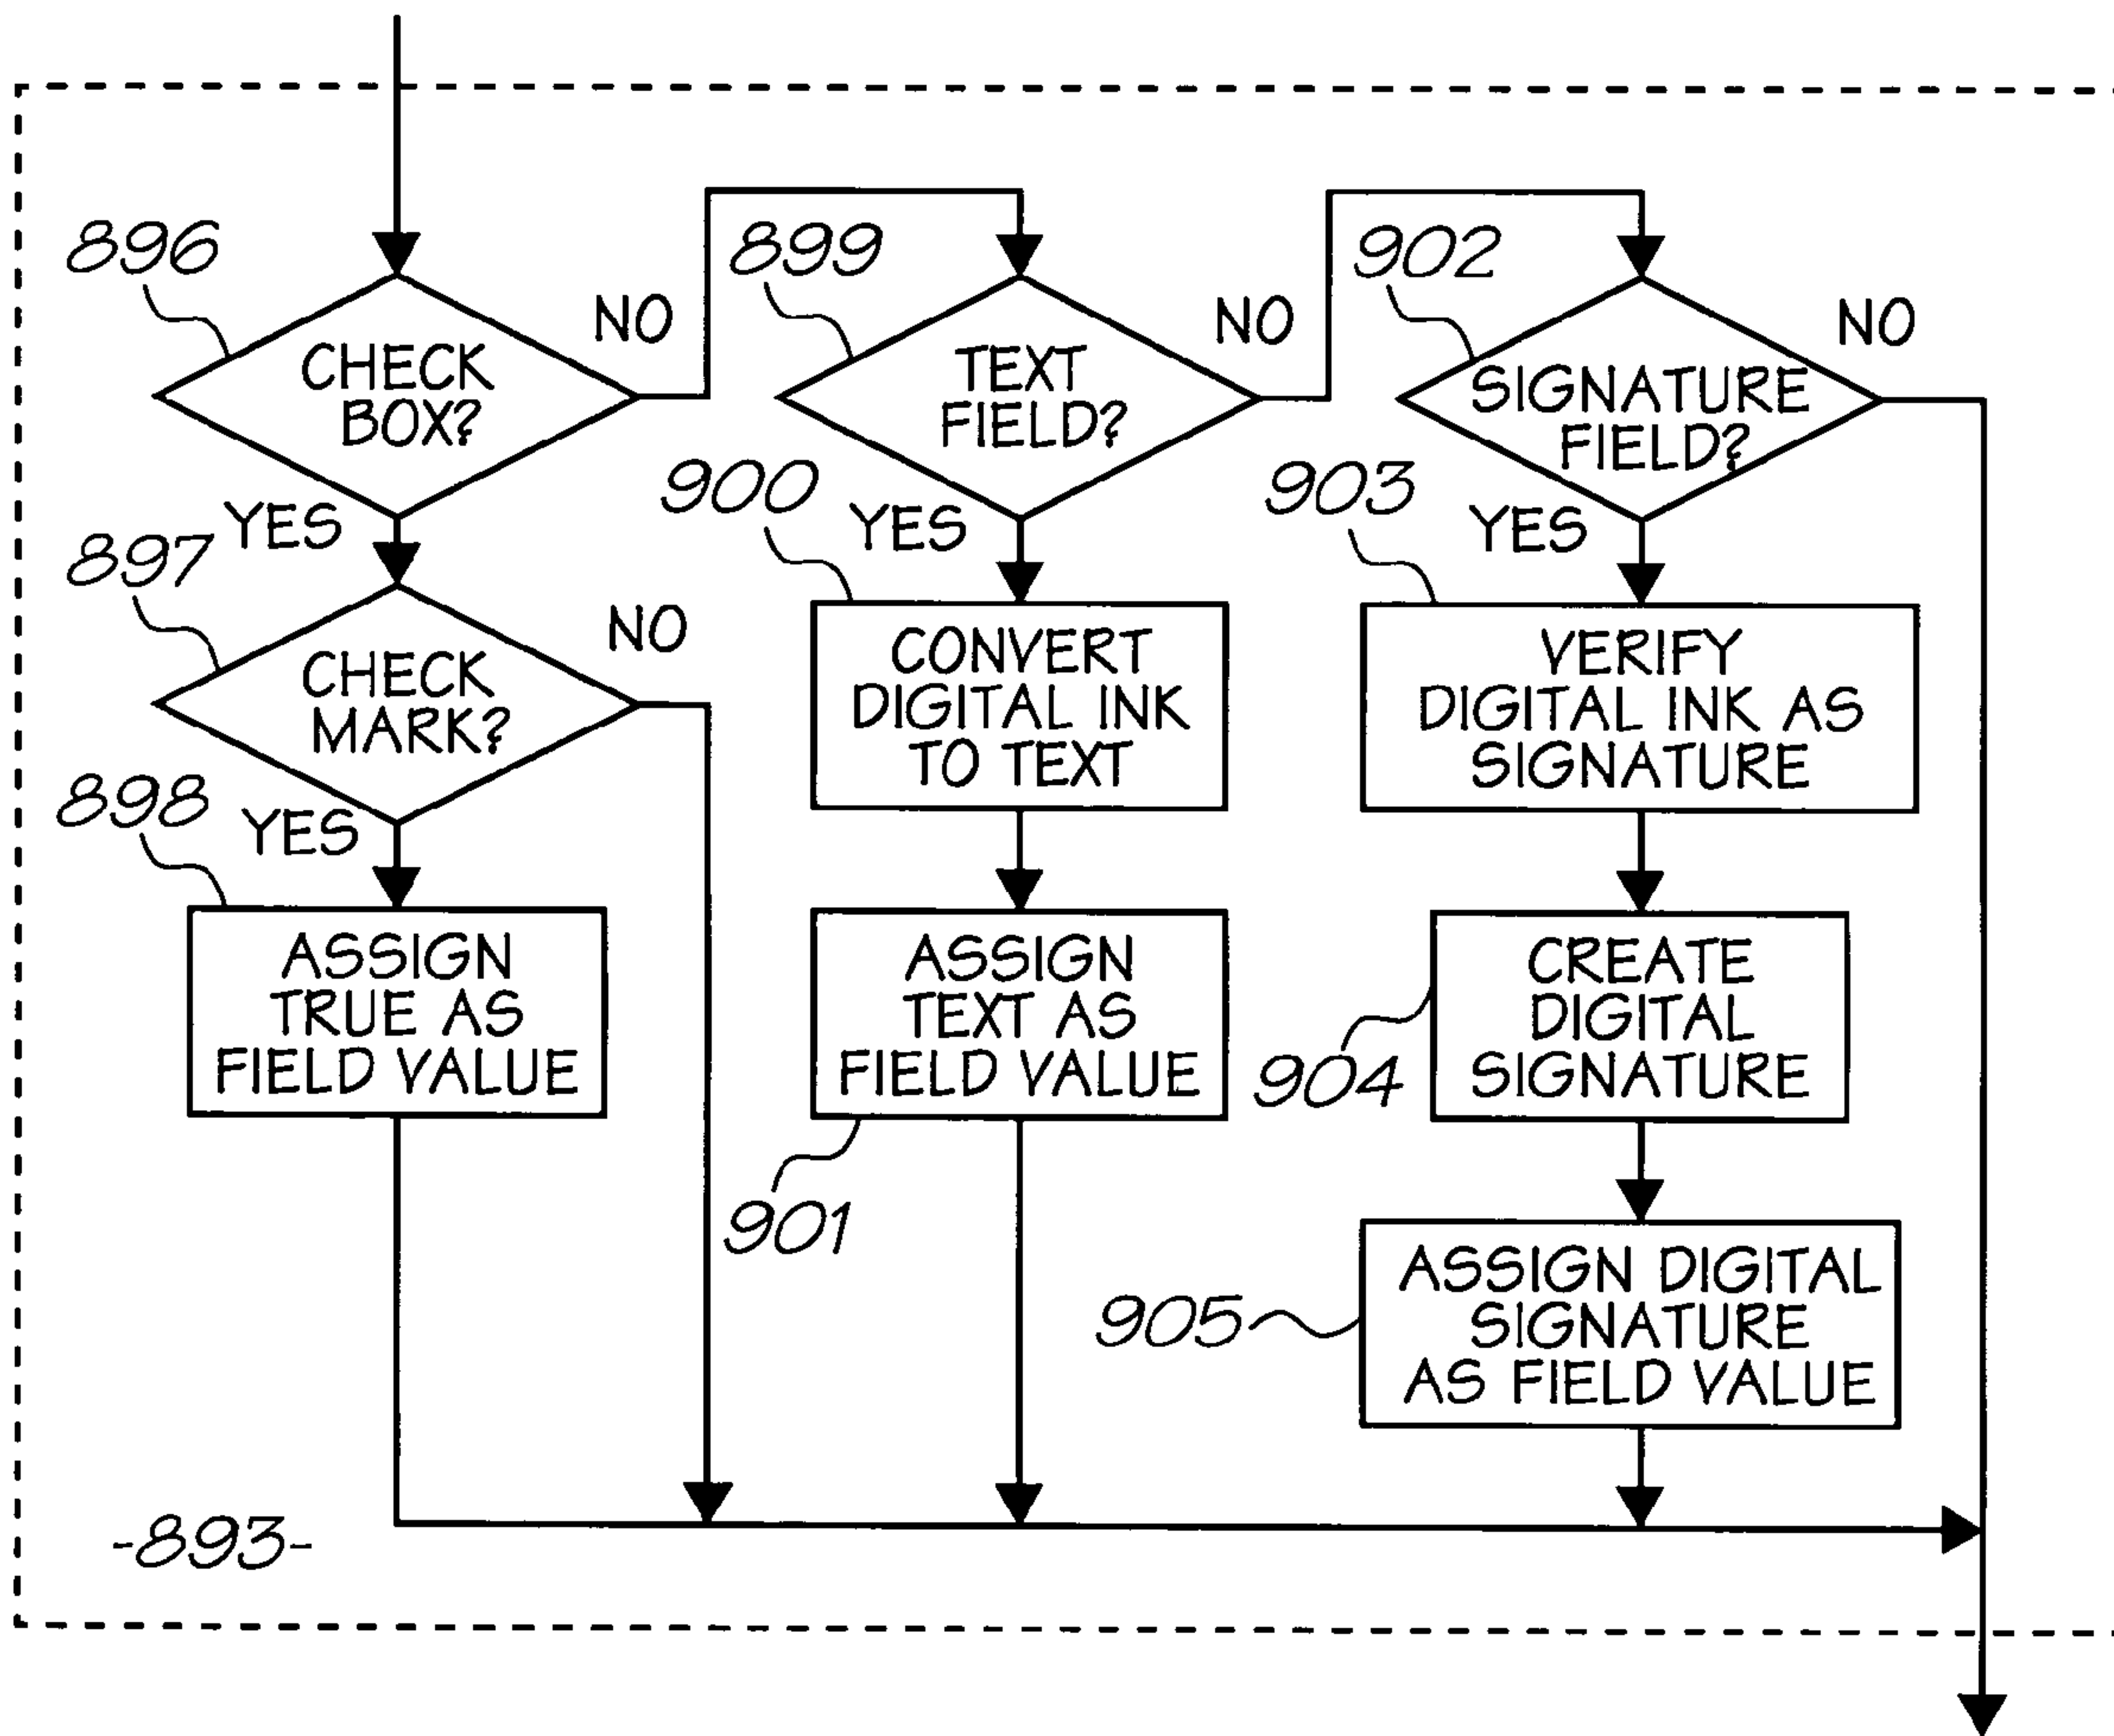 896
CHECK
BOX?
NO
YES
897
CHECK
MARK?
NO
YES
898
ASSIGN
TRUE AS
FIELD VALUE
899
TEXT
FIELD?
NO
YES
900
CONVERT
DIGITAL INK
TO TEXT
ASSIGN
TEXT AS
FIELD VALUE
901
902
SIGNATURE
FIELD?
NO
YES
903
VERIFY
DIGITAL INK AS
SIGNATURE
CREATE
DIGITAL
SIGNATURE
904
ASSIGN DIGITAL
SIGNATURE
AS FIELD VALUE
905
-893-